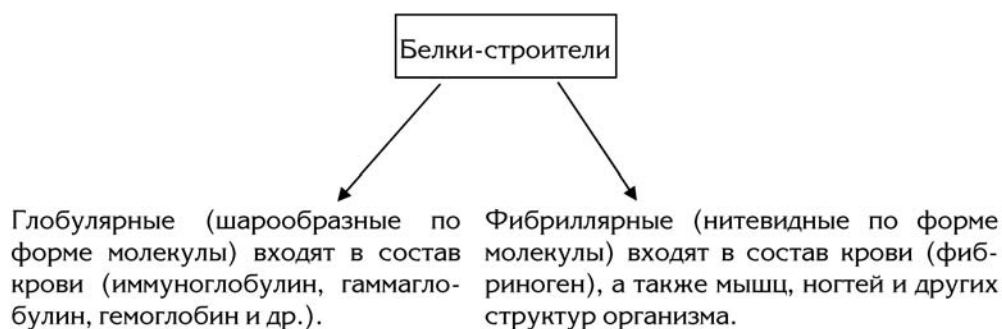 Белки-строители
Глобулярные (шарообразные по
форме молекулы) входят в состав
крови (иммуноглобулин, гаммагло-
булин, гемоглобин и др.).
Фибриллярные (нитевидные по форме
молекулы) входят в состав крови (фиб-
риноген), а также мышц, ногтей и других
структур организма.